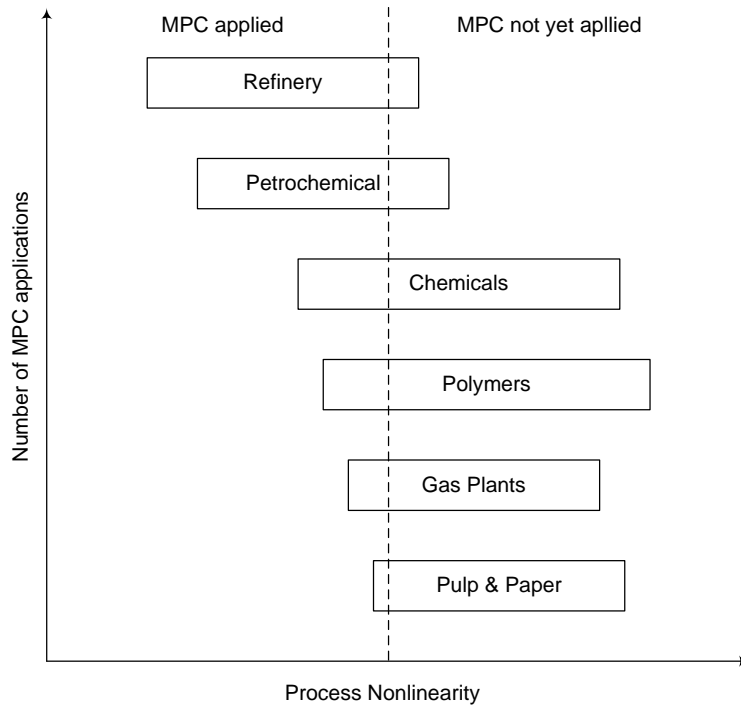 MPC applied
MPC not yet apllied
Refinery
Petrochemical
Chemicals
Polymers
Gas Plants
Pulp & Paper
Number of MPC applications
Process Nonlinearity